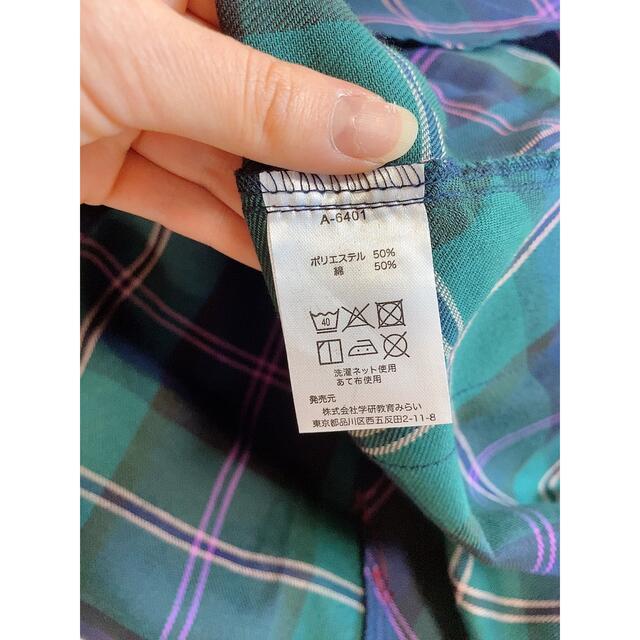 A-6401
ポリエステル 50%
綿 50%
40
洗濯ネット使用
あて布使用
発売元
株式会社学研教育みらい
東京都品川区西五反田2-11-8